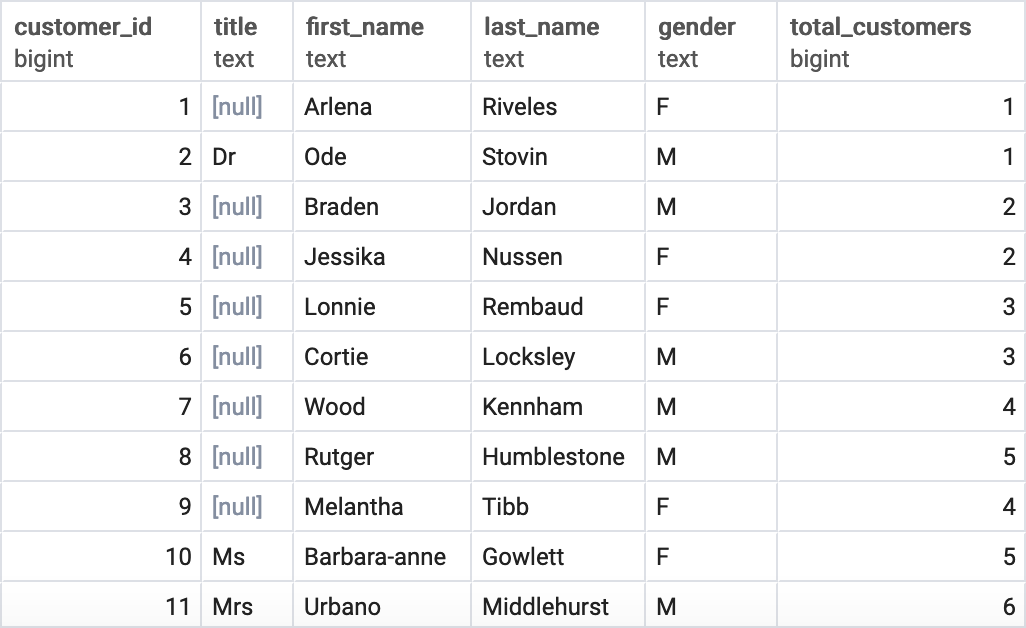 customer_id title first_name last_name gender total_customers
bigint text text text text bigint
1 [null] Arlena Riveles F 1
2 Dr Ode Stovin M 1
3 [null] Braden Jordan M 2
4 [null] Jessika Nussen F 2
5 [null] Lonnie Rembaud F 3
6 [null] Cortie Locksley M 3
7 [null] Wood Kennham M 4
8 [null] Rutger Humblestone M 5
9 [null] Melantha Tibb F 4
10 Ms Barbara-anne Gowlett F 5
11 Mrs Urbano Middlehurst M 6